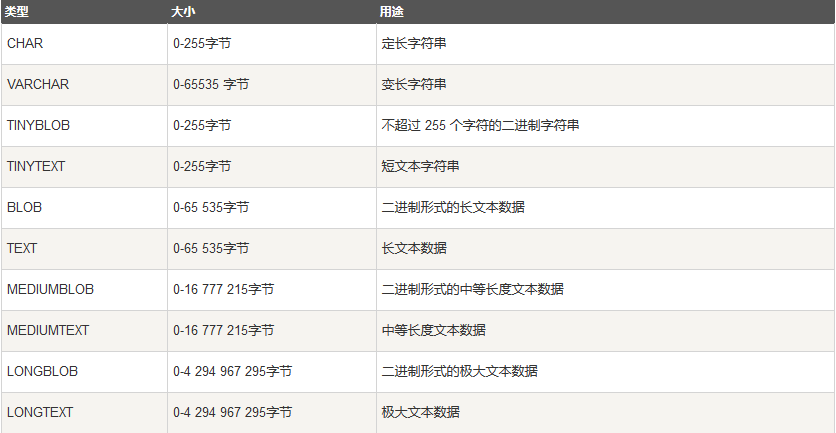 类型 大小 用途
CHAR 0-255字节 定长字符串
VARCHAR 0-65535 字节 变长字符串
TINYBLOB 0-255字节 不超过 255 个字符的二进制字符串
TINYTEXT 0-255字节 短文本字符串
BLOB 0-65 535字节 二进制形式的长文本数据
TEXT 0-65 535字节 长文本数据
MEDIUMBLOB 0-16 777 215字节 二进制形式的中等长度文本数据
MEDIUMTEXT 0-16 777 215字节 中等长度文本数据
LONGBLOB 0-4 294 967 295字节 二进制形式的极大文本数据
LONGTEXT 0-4 294 967 295字节 极大文本数据